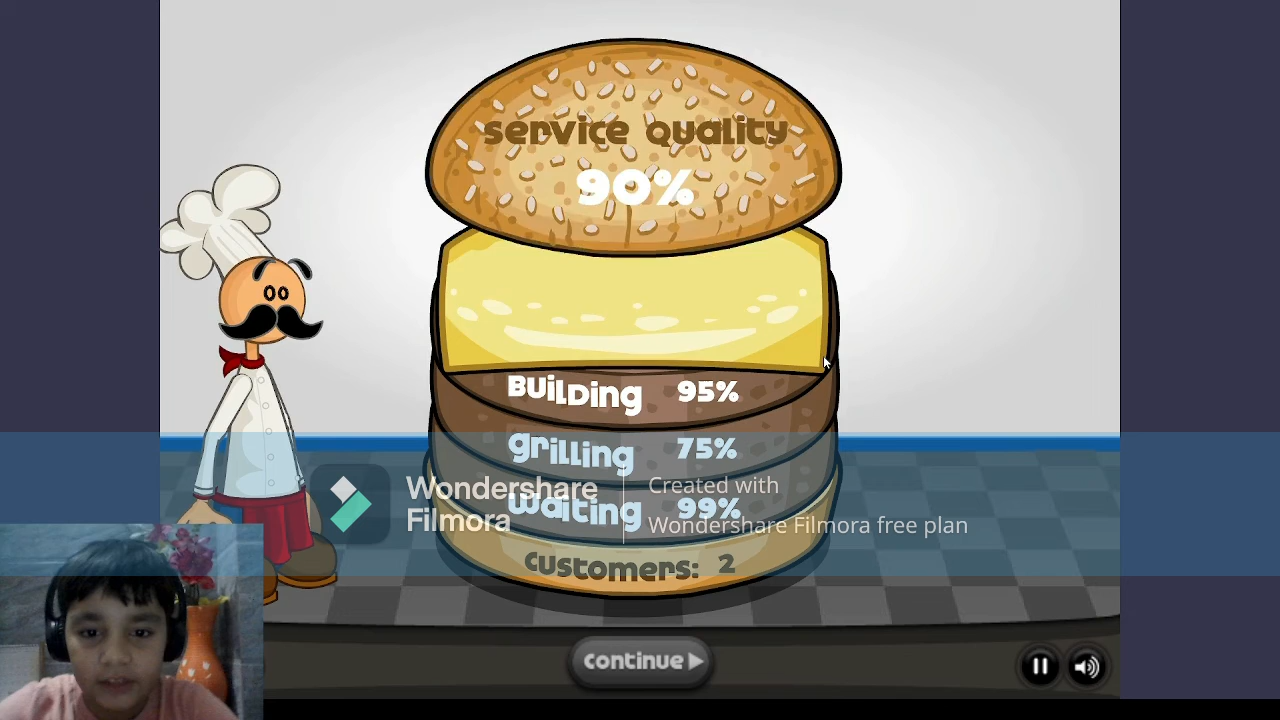 service quality
90%
Building 95%
grilling 75%
waiting 99%
Wondershare
Filmora
Created with
Wondershare Filmora free plan
customers: 2
continue